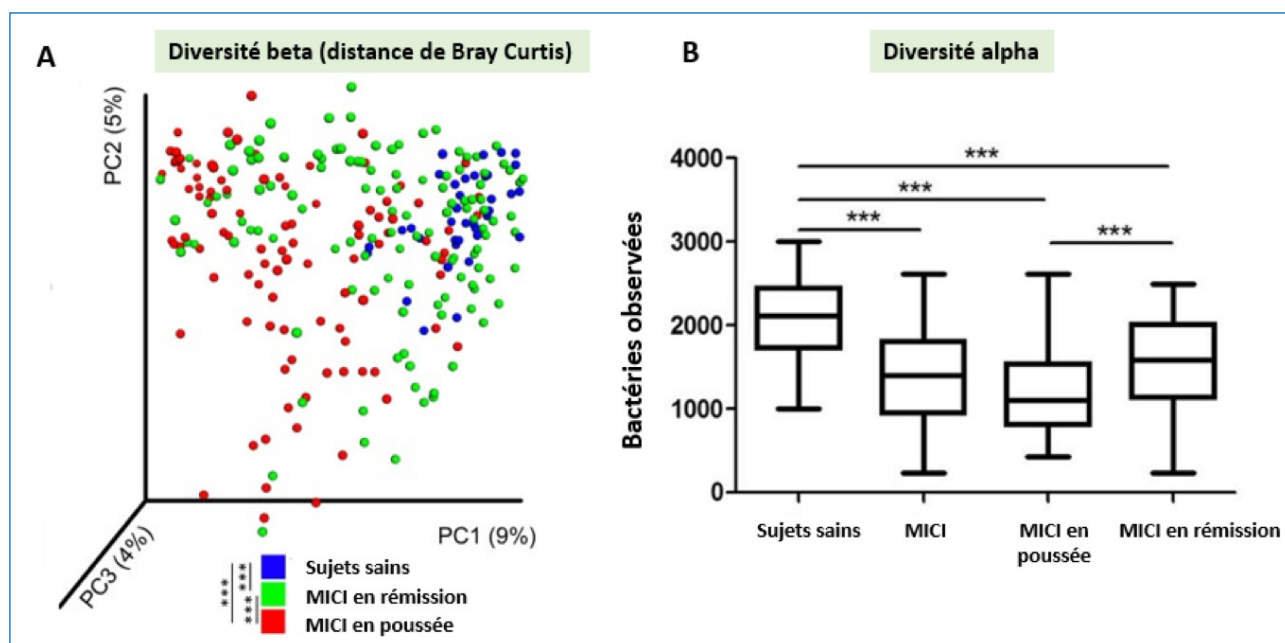 A
Diversité beta (distance de Bray Curtis)
PC2 (5%)
PC1 (9%)
PC3 (4%)
***
***
***
Sujets sains
MICI en rémission
MICI en poussée
B
Diversité alpha
Bactéries observées
4000
3000
2000
1000
0
***
***
***
***
Sujets sains
MICI
MICI en
poussée
MICI en rémission